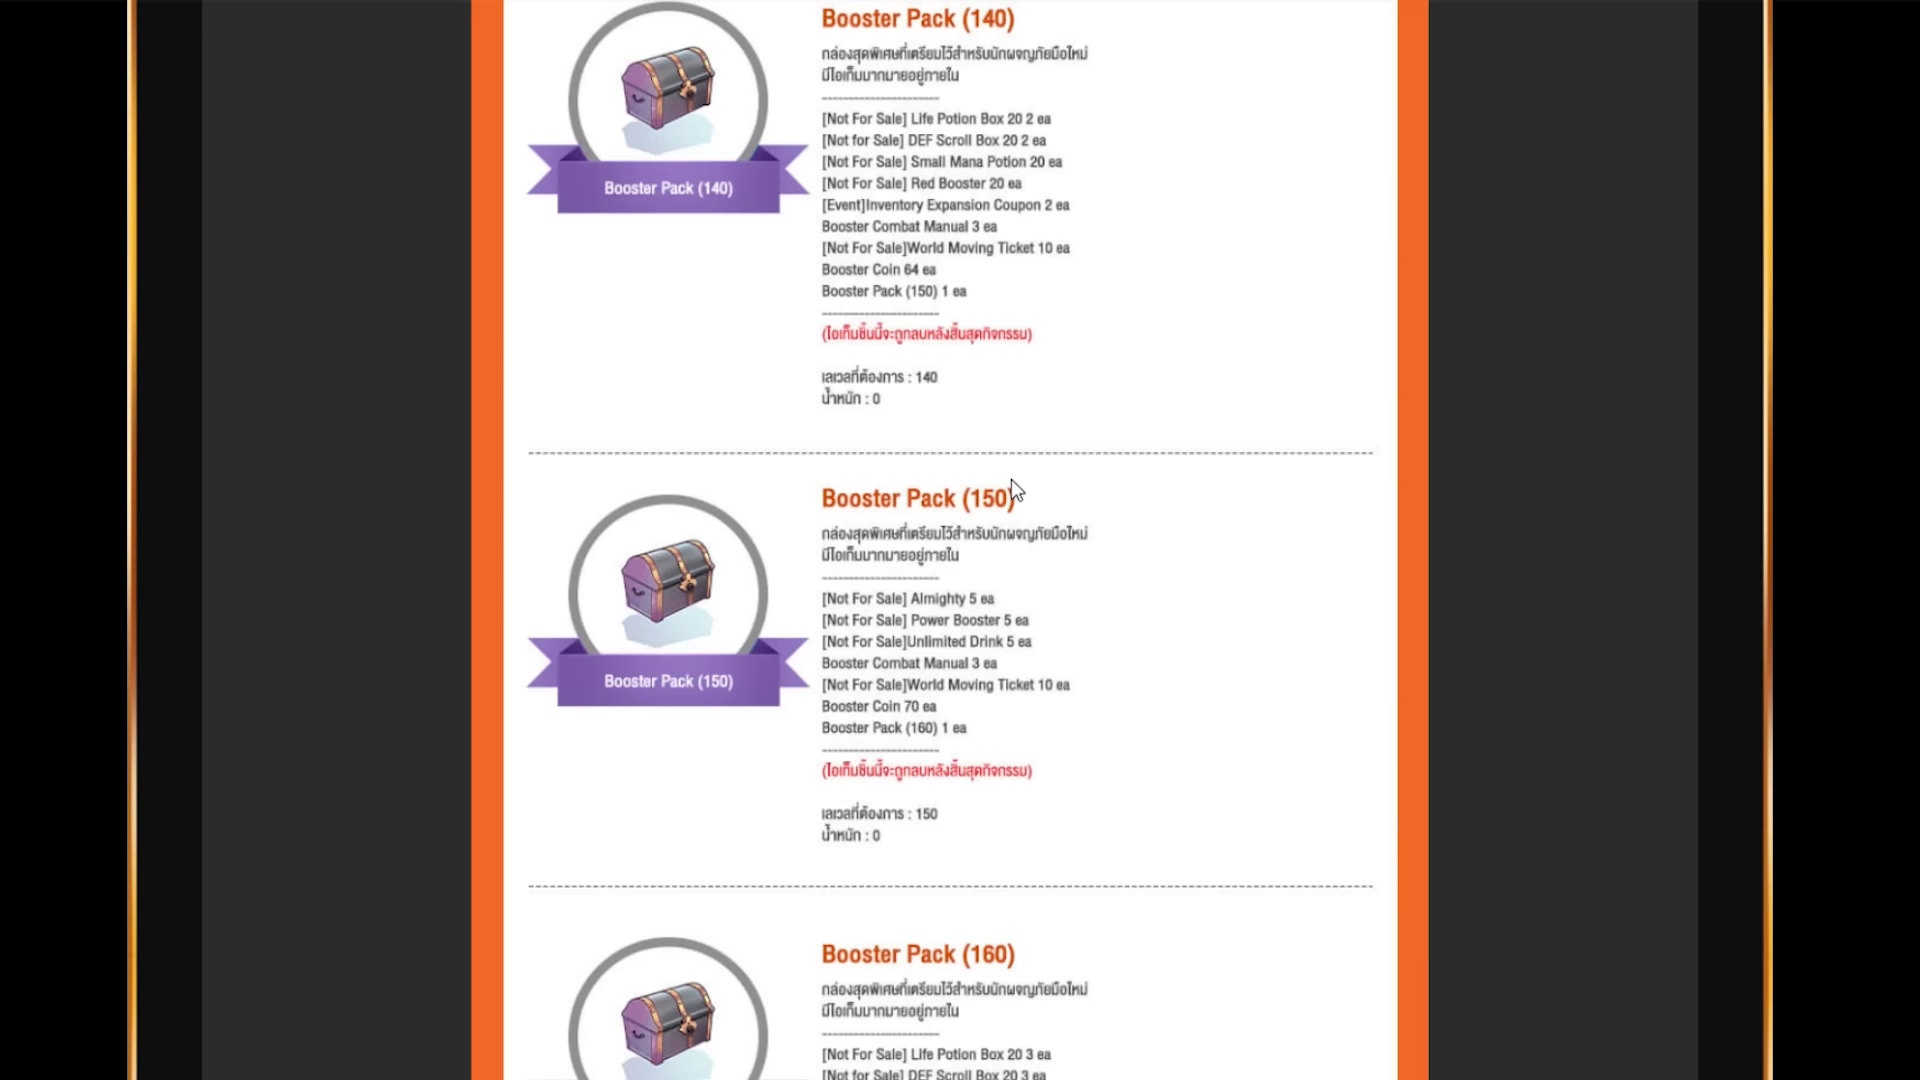 Booster Pack (140)
กล่องสุดพิเศษที่เตรียมไว้สำหรับนักผจญภัยมือใหม่
มีไอเท็มมากมายอยู่ภายใน
----------------------
[Not For Sale] Life Potion Box 20 2 ea
[Not for Sale] DEF Scroll Box 20 2 ea
[Not For Sale] Small Mana Potion 20 ea
[Not For Sale] Red Booster 20 ea
[Event]Inventory Expansion Coupon 2 ea
Booster Combat Manual 3 ea
[Not For Sale]World Moving Ticket 10 ea
Booster Coin 64 ea
Booster Pack (150) 1 ea
----------------------
(ไอเท็มชิ้นนี้จะถูกลบหลังสิ้นสุดกิจกรรม)
เลเวลที่ต้องการ : 140
น้ำหนัก : 0
Booster Pack (140)
Booster Pack (150)
กล่องสุดพิเศษที่เตรียมไว้สำหรับนักผจญภัยมือใหม่
มีไอเท็มมากมายอยู่ภายใน
----------------------
[Not For Sale] Almighty 5 ea
[Not For Sale] Power Booster 5 ea
[Not For Sale]Unlimited Drink 5 ea
Booster Combat Manual 3 ea
[Not For Sale]World Moving Ticket 10 ea
Booster Coin 70 ea
Booster Pack (160) 1 ea
----------------------
(ไอเท็มชิ้นนี้จะถูกลบหลังสิ้นสุดกิจกรรม)
เลเวลที่ต้องการ : 150
น้ำหนัก : 0
Booster Pack (150)
Booster Pack (160)
กล่องสุดพิเศษที่เตรียมไว้สำหรับนักผจญภัยมือใหม่
มีไอเท็มมากมายอยู่ภายใน
----------------------
[Not For Sale] Life Potion Box 20 3 ea
[Not for Sale] DEF Scroll Box 20 3 ea